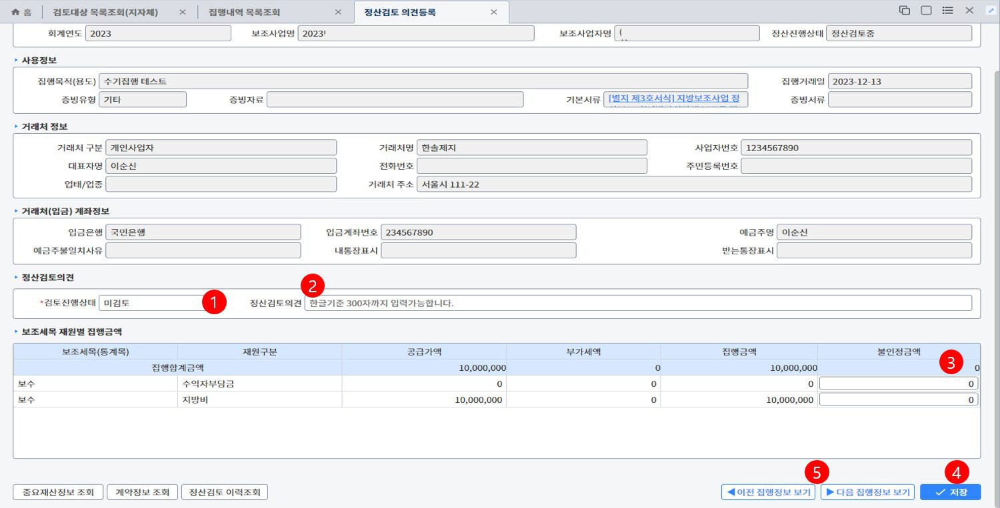 홈 검토대상 목록조회(지자체) 집행내역 목록조회 정산검토 의견등록
회계연도 2023 보조사업명 2023 보조사업자명 ( 정산진행상태 정산검토중
사용정보
집행목적(용도) 수기집행 테스트 집행거래일 2023-12-13
증빙유형 기타 증빙자료 기본서류 [별지 제3호서식] 지방보조사업 정 증빙서류
거래처 정보
거래처 구분 개인사업자 거래처명 한솔제지 사업자번호 1234567890
대표자명 이순신 전화번호 주민등록번호
업태/업종 거래처 주소 서울시 111-22
거래처(입금) 계좌정보
입금은행 국민은행 입금계좌번호 234567890 예금주명 이순신
예금주불일치사유 내통장표시 받는통장표시
정산검토의견
*검토진행상태 미검토 1 정산검토의견 2 한글기준 300자까지 입력가능합니다.
보조세목 재원별 집행금액
보조세목(통계목) 재원구분 공급가액 부가세액 집행금액 불인정금액
집행합계금액 10,000,000 0 10,000,000 3 0
보수 수익자부담금 0 0 0 0
보수 지방비 10,000,000 0 10,000,000 0
5 4
중요재산정보 조회 계약정보 조회 정산검토 이력조회 ◀이전 집행정보 보기 ▶다음 집행정보 보기 저장